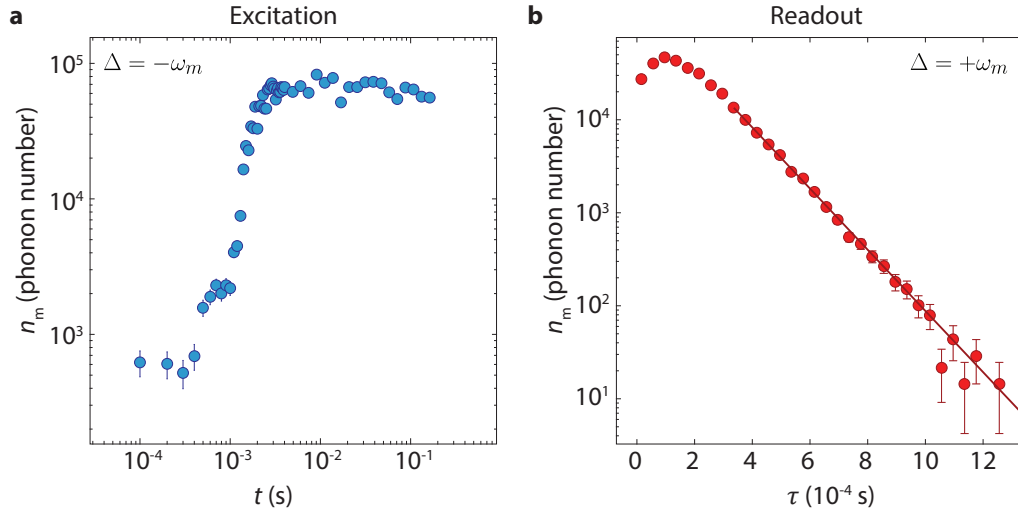 a Excitation
Δ = −ω_m
10^5
10^4
10^3
n_m (phonon number)
10^-4 10^-3 10^-2 10^-1
t (s)
b Readout
Δ = +ω_m
10^4
10^3
10^2
10^1
n_m (phonon number)
0 2 4 6 8 10 12
τ (10^-4 s)